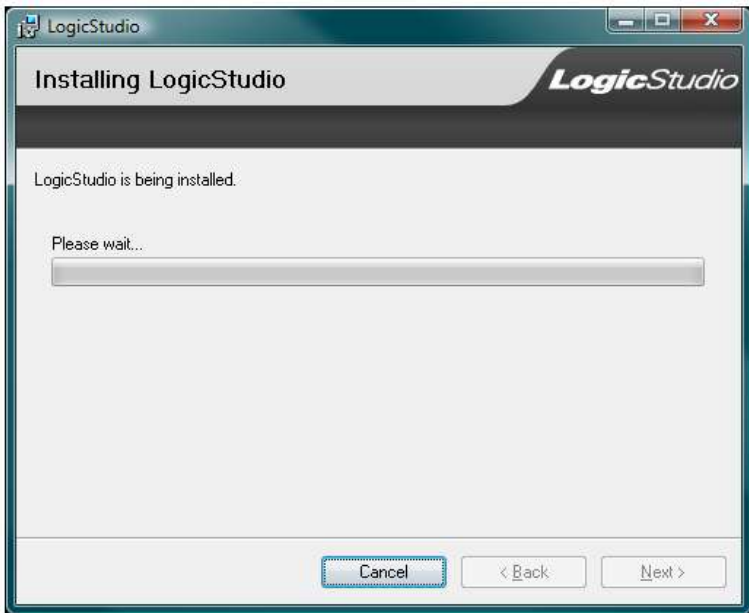 LogicStudio
Installing LogicStudio
LogicStudio
LogicStudio is being installed.
Please wait...
Cancel
< Back
Next >